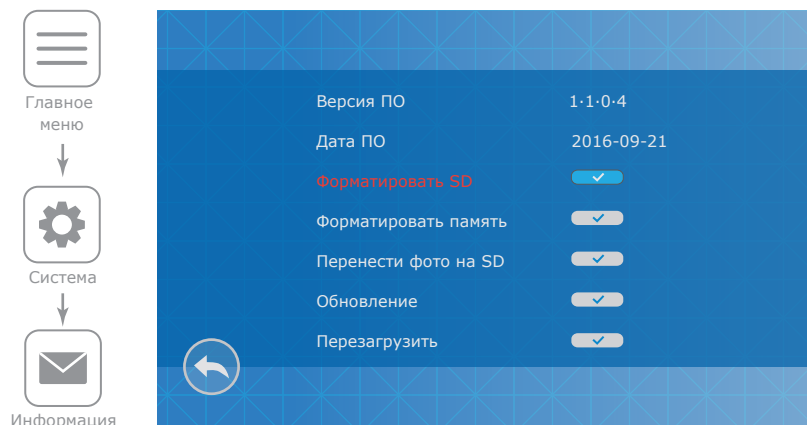 Главное
меню
Система
Информация
Версия ПО 1·1·0·4
Дата ПО 2016-09-21
Форматировать SD
Форматировать память
Перенести фото на SD
Обновление
Перезагрузить